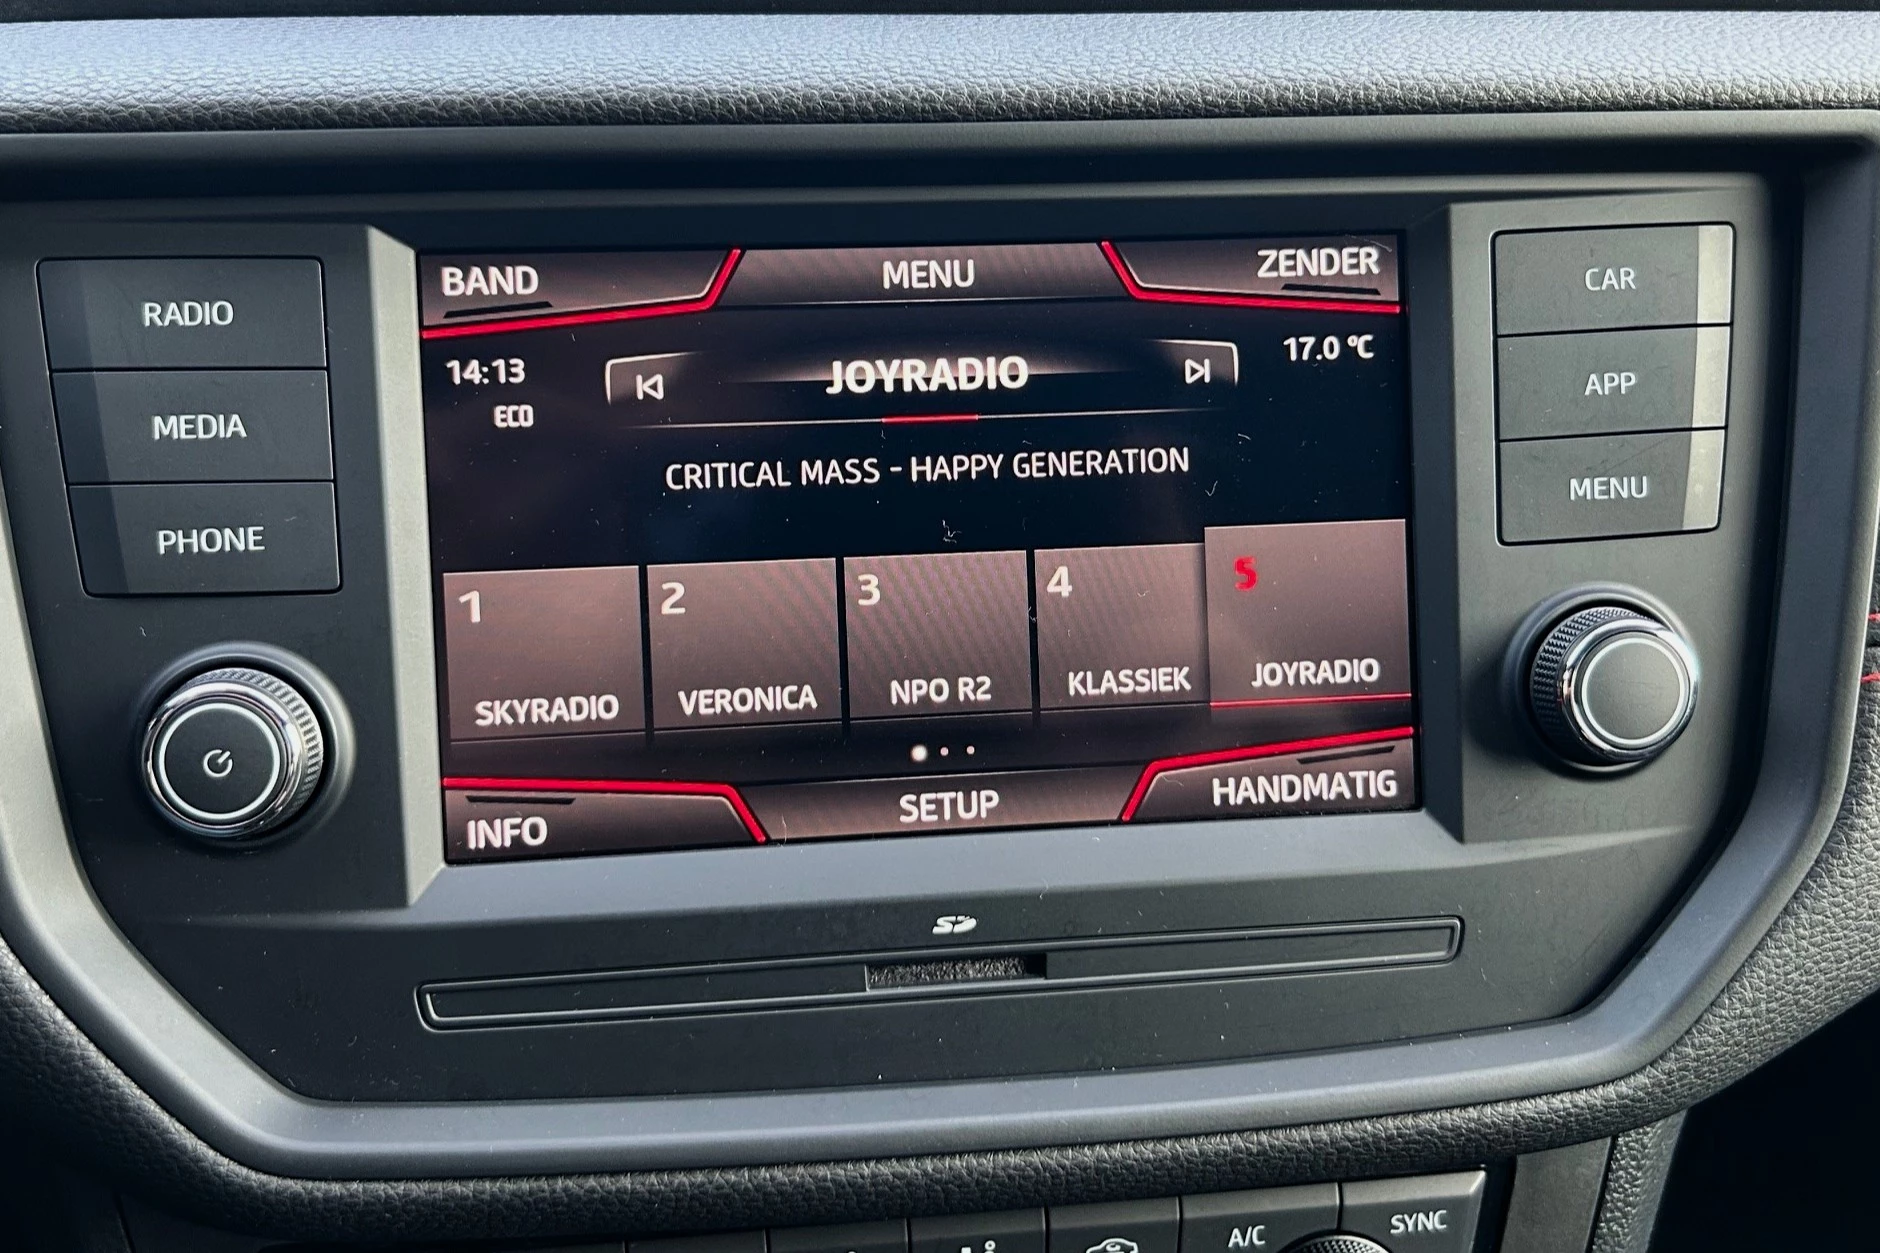 RADIO
MEDIA
PHONE
BAND
MENU
ZENDER
14:13
ECO
JOYRADIO
17.0 °C
CRITICAL MASS - HAPPY GENERATION
1
SKYRADIO
2
VERONICA
3
NPO R2
4
KLASSIEK
5
JOYRADIO
INFO
SETUP
HANDMATIG
CAR
APP
MENU
SD
A/C
SYNC